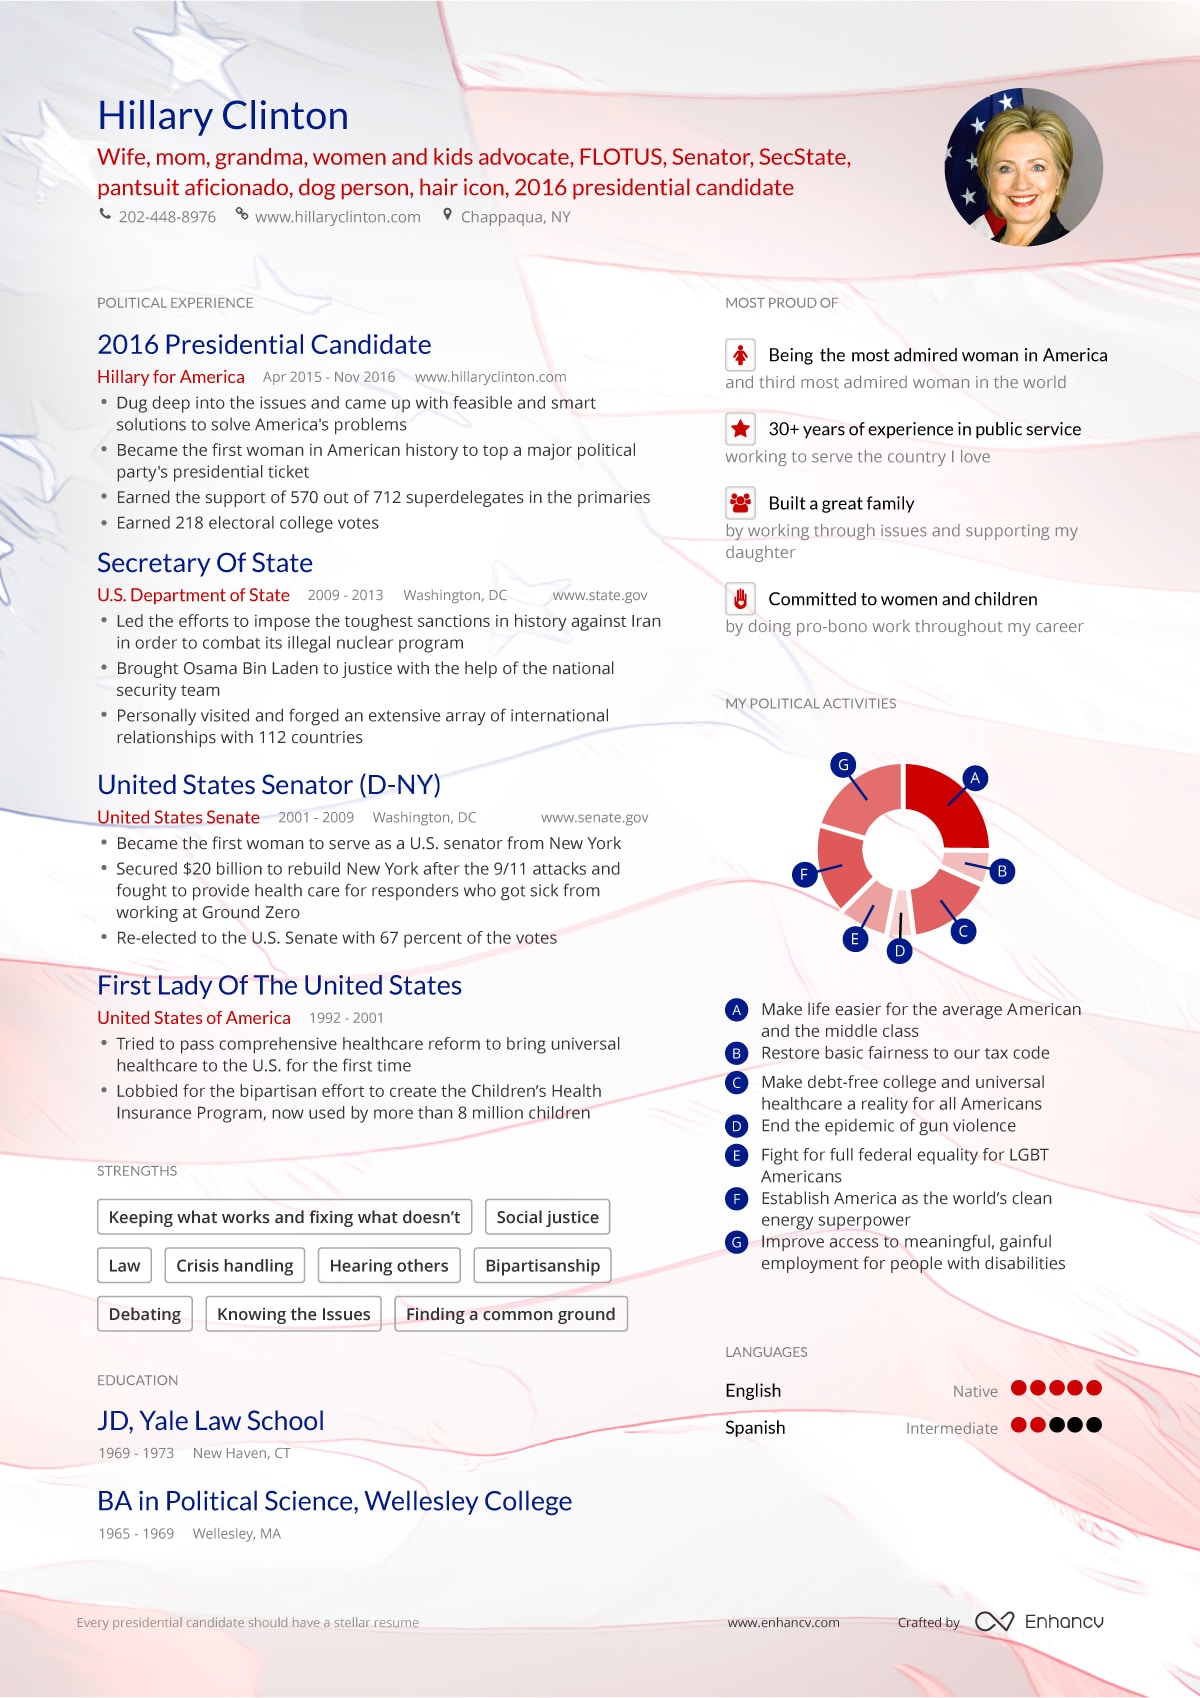 Hillary Clinton
Wife, mom, grandma, women and kids advocate, FLOTUS, Senator, SecState,
pantsuit aficionado, dog person, hair icon, 2016 presidential candidate
202-448-8976 www.hillaryclinton.com Chappaqua, NY
POLITICAL EXPERIENCE
2016 Presidential Candidate
Hillary for America Apr 2015 - Nov 2016 www.hillaryclinton.com
• Dug deep into the issues and came up with feasible and smart
solutions to solve America's problems
• Became the first woman in American history to top a major political
party's presidential ticket
• Earned the support of 570 out of 712 superdelegates in the primaries
• Earned 218 electoral college votes
Secretary Of State
U.S. Department of State 2009 - 2013 Washington, DC www.state.gov
• Led the efforts to impose the toughest sanctions in history against Iran
in order to combat its illegal nuclear program
• Brought Osama Bin Laden to justice with the help of the national
security team
• Personally visited and forged an extensive array of international
relationships with 112 countries
United States Senator (D-NY)
United States Senate 2001 - 2009 Washington, DC www.senate.gov
• Became the first woman to serve as a U.S. senator from New York
• Secured $20 billion to rebuild New York after the 9/11 attacks and
fought to provide health care for responders who got sick from
working at Ground Zero
• Re-elected to the U.S. Senate with 67 percent of the votes
First Lady Of The United States
United States of America 1992 - 2001
• Tried to pass comprehensive healthcare reform to bring universal
healthcare to the U.S. for the first time
• Lobbied for the bipartisan effort to create the Children’s Health
Insurance Program, now used by more than 8 million children
STRENGTHS
Keeping what works and fixing what doesn’t Social justice
Law Crisis handling Hearing others Bipartisanship
Debating Knowing the Issues Finding a common ground
EDUCATION
JD, Yale Law School
1969 - 1973 New Haven, CT
BA in Political Science, Wellesley College
1965 - 1969 Wellesley, MA
MOST PROUD OF
Being the most admired woman in America
and third most admired woman in the world
30+ years of experience in public service
working to serve the country I love
Built a great family
by working through issues and supporting my
daughter
Committed to women and children
by doing pro-bono work throughout my career
MY POLITICAL ACTIVITIES
G
A
B
F
C
E
D
A Make life easier for the average American
and the middle class
B Restore basic fairness to our tax code
C Make debt-free college and universal
healthcare a reality for all Americans
D End the epidemic of gun violence
E Fight for full federal equality for LGBT
Americans
F Establish America as the world’s clean
energy superpower
G Improve access to meaningful, gainful
employment for people with disabilities
LANGUAGES
English Native
Spanish Intermediate
Every presidential candidate should have a stellar resume
www.enhancv.com Crafted by Enhancv